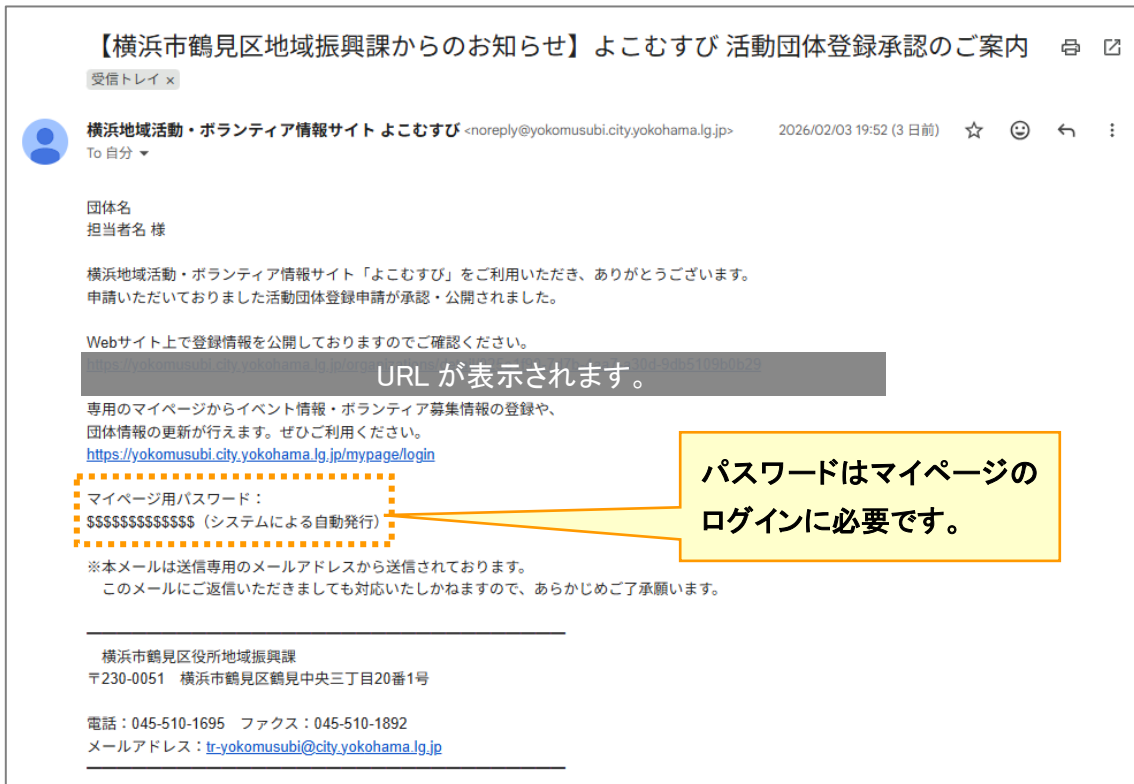 【横浜市鶴見区地域振興課からのお知らせ】よこむすび 活動団体登録承認のご案内
受信トレイ ×
横浜地域活動・ボランティア情報サイト よこむすび <noreply@yokomusubi.city.yokohama.lg.jp> 2026/02/03 19:52 (3 日前)
To 自分
団体名
担当者名 様
横浜地域活動・ボランティア情報サイト「よこむすび」をご利用いただき、ありがとうございます。
申請いただいておりました活動団体登録申請が承認・公開されました。
Webサイト上で登録情報を公開しておりますのでご確認ください。
URL が表示されます。
専用のマイページからイベント情報・ボランティア募集情報の登録や、
団体情報の更新が行えます。ぜひご利用ください。
https://yokomusubi.city.yokohama.lg.jp/mypage/login
マイページ用パスワード：
$$$$$$$$$$$$$（システムによる自動発行）
パスワードはマイページの
ログインに必要です。
※本メールは送信専用のメールアドレスから送信されております。
このメールにご返信いただきましても対応いたしかねますので、あらかじめご了承願います。
横浜市鶴見区役所地域振興課
〒230-0051 横浜市鶴見区鶴見中央三丁目20番1号
電話：045-510-1695 ファクス：045-510-1892
メールアドレス：tr-yokomusubi@city.yokohama.lg.jp